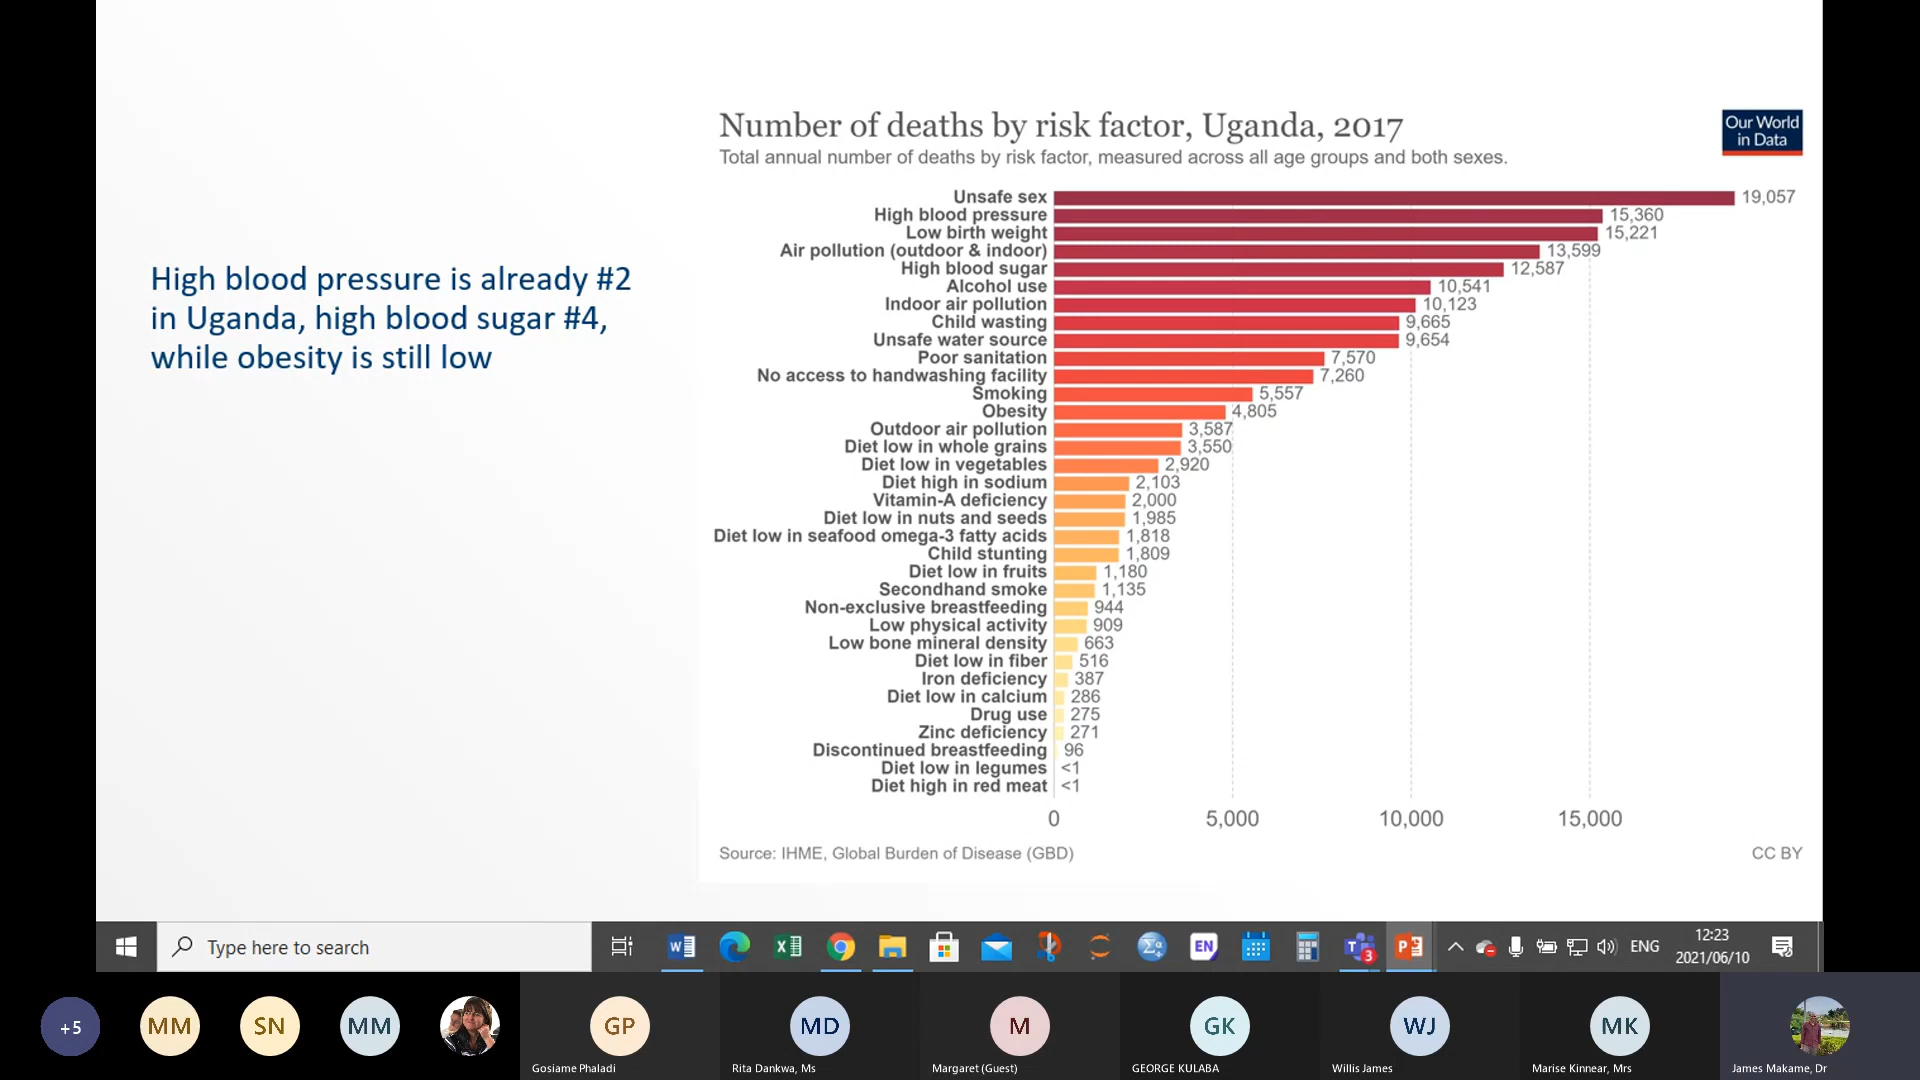 Number of deaths by risk factor, Uganda, 2017
Our World
in Data
Total annual number of deaths by risk factor, measured across all age groups and both sexes.
High blood pressure is already #2
in Uganda, high blood sugar #4,
while obesity is still low
Unsafe sex 19,057
High blood pressure 15,360
Low birth weight 15,221
Air pollution (outdoor & indoor) 13,599
High blood sugar 12,587
Alcohol use 10,541
Indoor air pollution 10,123
Child wasting 9,665
Unsafe water source 9,654
Poor sanitation 7,570
No access to handwashing facility 7,260
Smoking 5,557
Obesity 4,805
Outdoor air pollution 3,587
Diet low in whole grains 3,550
Diet low in vegetables 2,920
Diet high in sodium 2,103
Vitamin-A deficiency 2,000
Diet low in nuts and seeds 1,985
Diet low in seafood omega-3 fatty acids 1,818
Child stunting 1,809
Diet low in fruits 1,180
Secondhand smoke 1,135
Non-exclusive breastfeeding 944
Low physical activity 909
Low bone mineral density 663
Diet low in fiber 516
Iron deficiency 387
Diet low in calcium 286
Drug use 275
Zinc deficiency 271
Discontinued breastfeeding 96
Diet low in legumes <1
Diet high in red meat <1
0 5,000 10,000 15,000
Source: IHME, Global Burden of Disease (GBD) CC BY
Type here to search
EN
3
ENG
12:23
2021/06/10
+5 MM SN MM GP MD M GK WJ MK
Gosiame Phaladi Rita Dankwa, Ms Margaret (Guest) GEORGE KULABA Willis James Marise Kinnear, Mrs James Makame, Dr